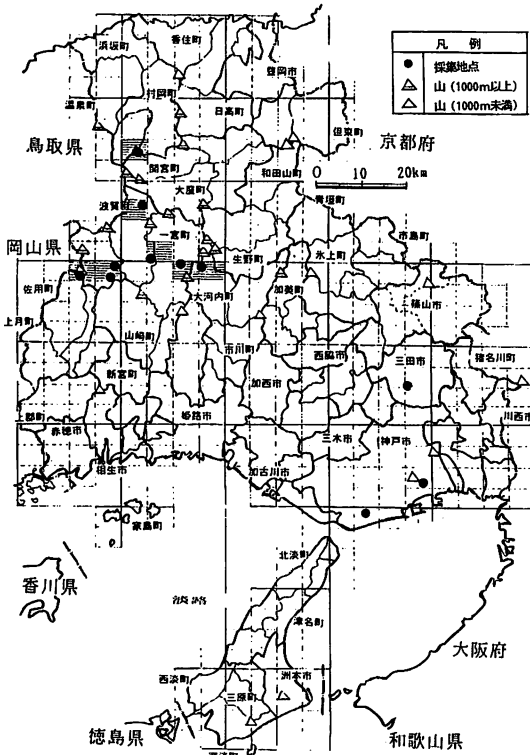 凡 例
採集地点
山 (1000m以上)
山 (1000m未満)
浜坂町
香住町
豊岡市
村岡町
温泉町
日高町
但東町
鳥取県
京都府
関宮町
和田山町
大屋町
0 10 20km
青垣町
波賀町
一宮町
市島町
岡山県
生野町
氷上町
佐用町
大河内町
加美町
篠山市
上月町
山崎町
市川町
西脇市
三田市
猪名川町
新宮町
加西市
川西市
上郡町
赤穂市
姫路市
三木市
神戸市
相生市
加古川市
家島町
北淡町
香川県
淡路
津名町
大阪府
西淡町
洲本市
三原町
徳島県
和歌山県